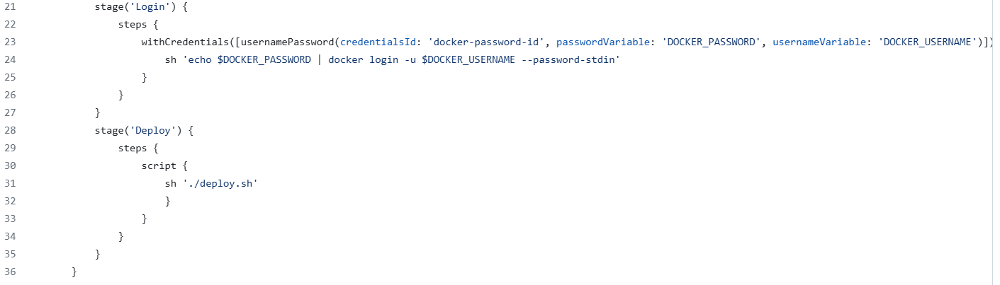 21 stage('Login') {
22 steps {
23 withCredentials([usernamePassword(credentialsId: 'docker-password-id', passwordVariable: 'DOCKER_PASSWORD', usernameVariable: 'DOCKER_USERNAME')])
24 sh 'echo $DOCKER_PASSWORD | docker login -u $DOCKER_USERNAME --password-stdin'
25 }
26 }
27 }
28 stage('Deploy') {
29 steps {
30 script {
31 sh './deploy.sh'
32 }
33 }
34 }
35 }
36 }